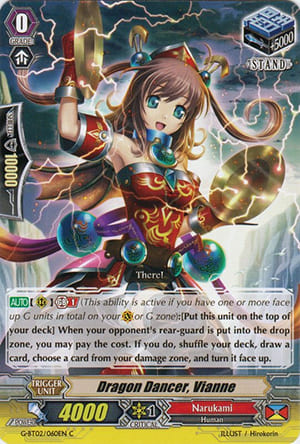 0
GRADE
+5000
STAND
SHIELD
10000
There!
AUTO [1] (This ability is active if you have one or more face
up G units in total on your or G zone):[Put this unit on the top of
your deck] When your opponent's rear-guard is put into the drop
zone, you may pay the cost. If you do, shuffle your deck, draw a
card, choose a card from your damage zone, and turn it face up.
TRIGGER
UNIT
Dragon Dancer, Vianne
POWER
4000
1
CRITICAL
Narukami
Human
G-BT02/060EN C
ILLUST / Hirokorin